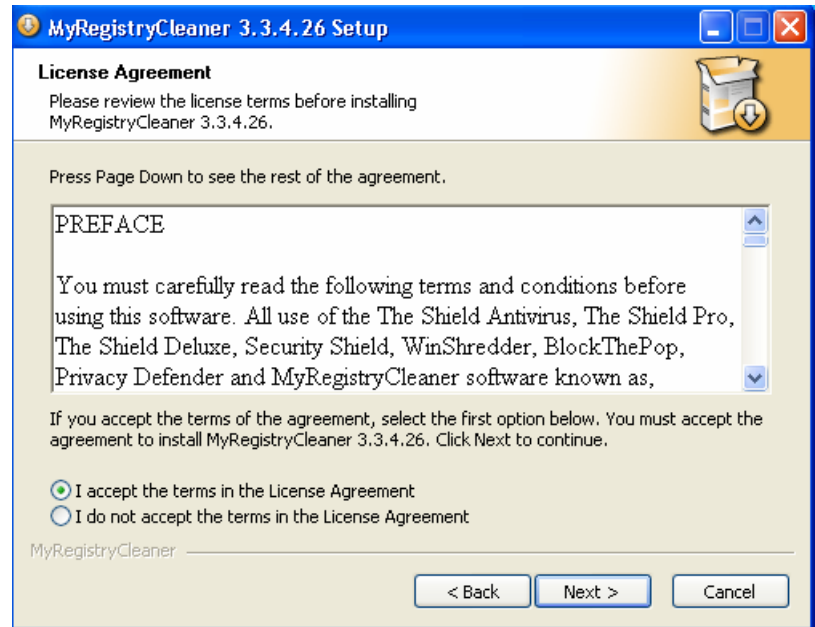 MyRegistryCleaner 3.3.4.26 Setup
License Agreement
Please review the license terms before installing
MyRegistryCleaner 3.3.4.26.
Press Page Down to see the rest of the agreement.
PREFACE
You must carefully read the following terms and conditions before
using this software. All use of the The Shield Antivirus, The Shield Pro,
The Shield Deluxe, Security Shield, WinShredder, BlockThePop,
Privacy Defender and MyRegistryCleaner software known as,
If you accept the terms of the agreement, select the first option below. You must accept the
agreement to install MyRegistryCleaner 3.3.4.26. Click Next to continue.
I accept the terms in the License Agreement
I do not accept the terms in the License Agreement
MyRegistryCleaner
< Back Next > Cancel